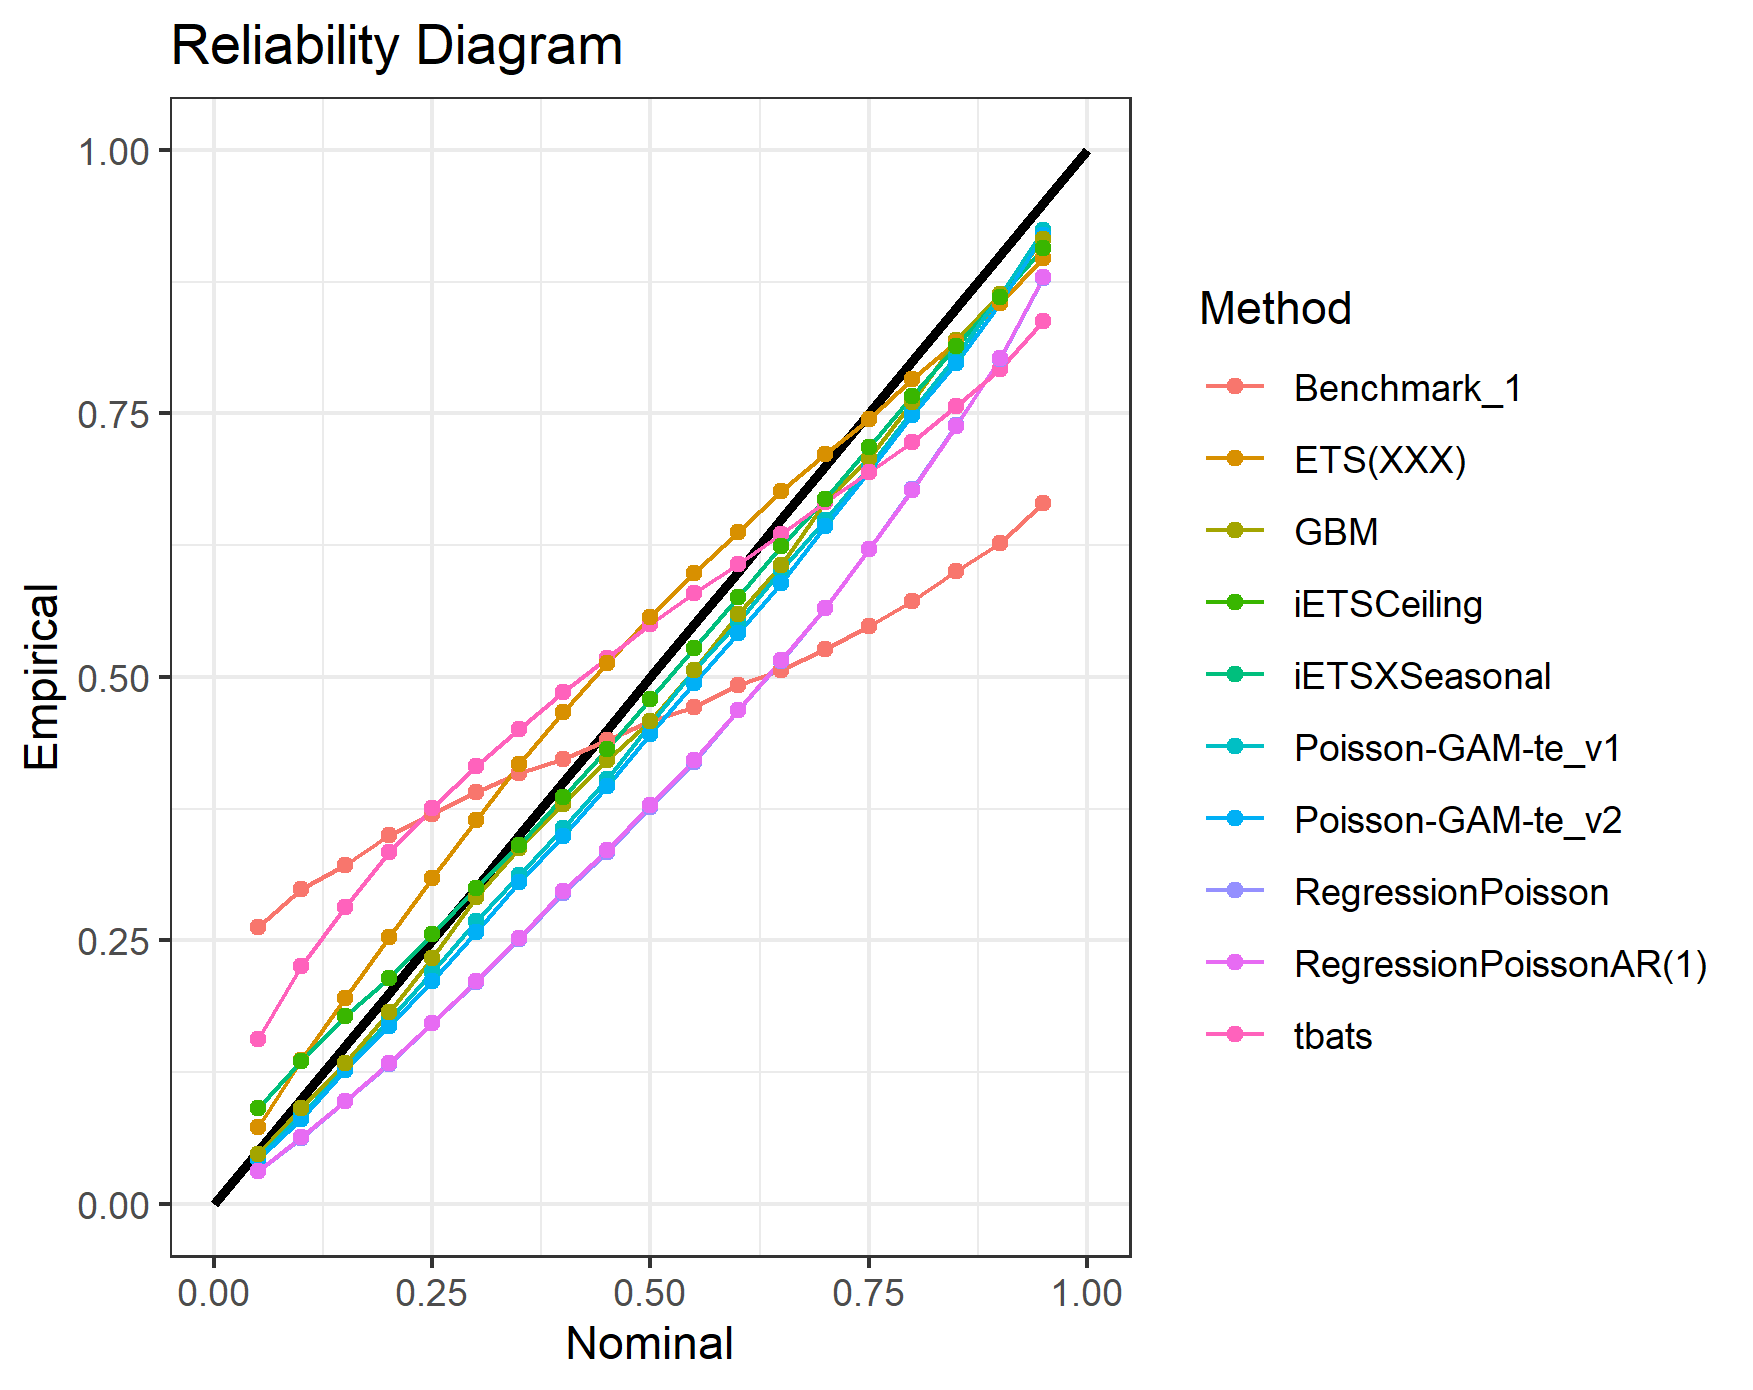 Reliability Diagram
1.00
0.75
0.50
0.25
0.00
Empirical
0.00 0.25 0.50 0.75 1.00
Nominal
Method
Benchmark_1
ETS(XXX)
GBM
iETSCeiling
iETSXSeasonal
Poisson-GAM-te_v1
Poisson-GAM-te_v2
RegressionPoisson
RegressionPoissonAR(1)
tbats